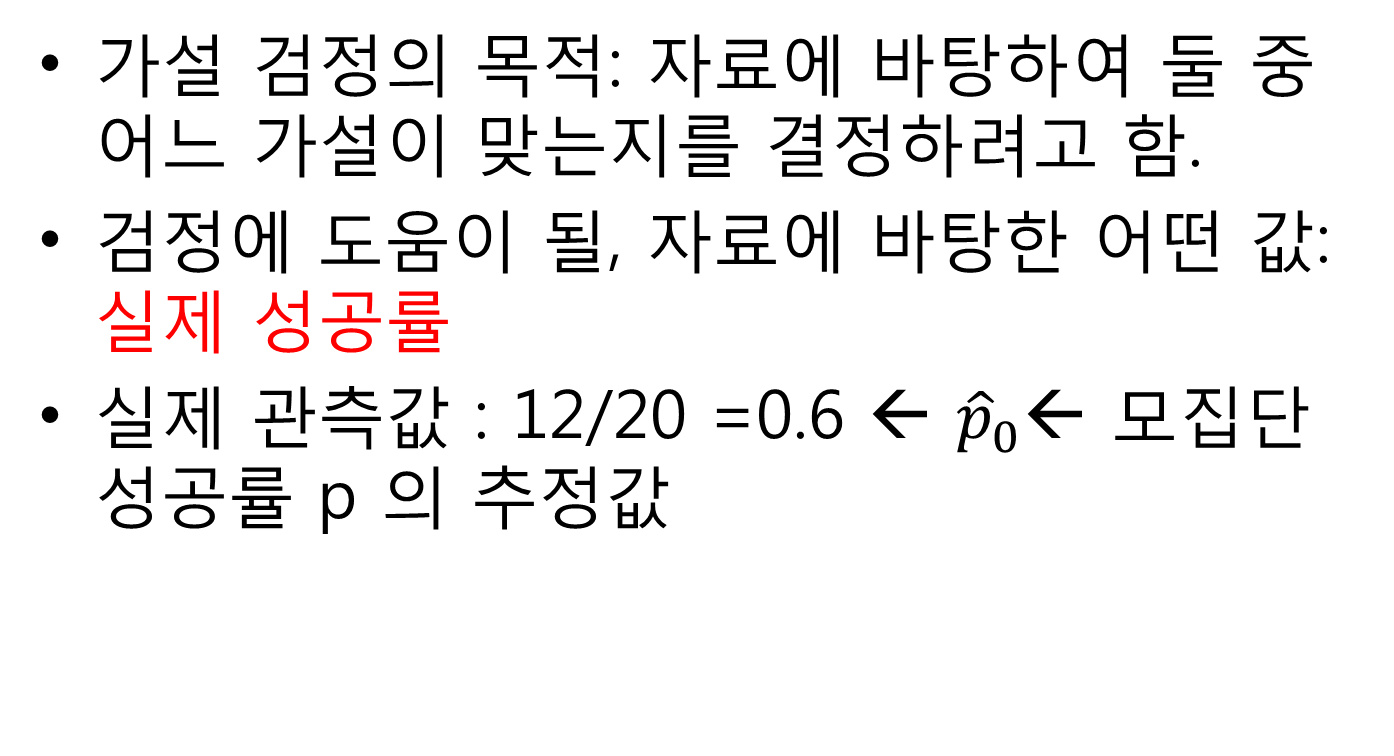 • 가설 검정의 목적: 자료에 바탕하여 둘 중
어느 가설이 맞는지를 결정하려고 함.
• 검정에 도움이 될, 자료에 바탕한 어떤 값:
실제 성공률
• 실제 관측값 : 12/20 =0.6 ← p̂₀← 모집단
성공률 p 의 추정값